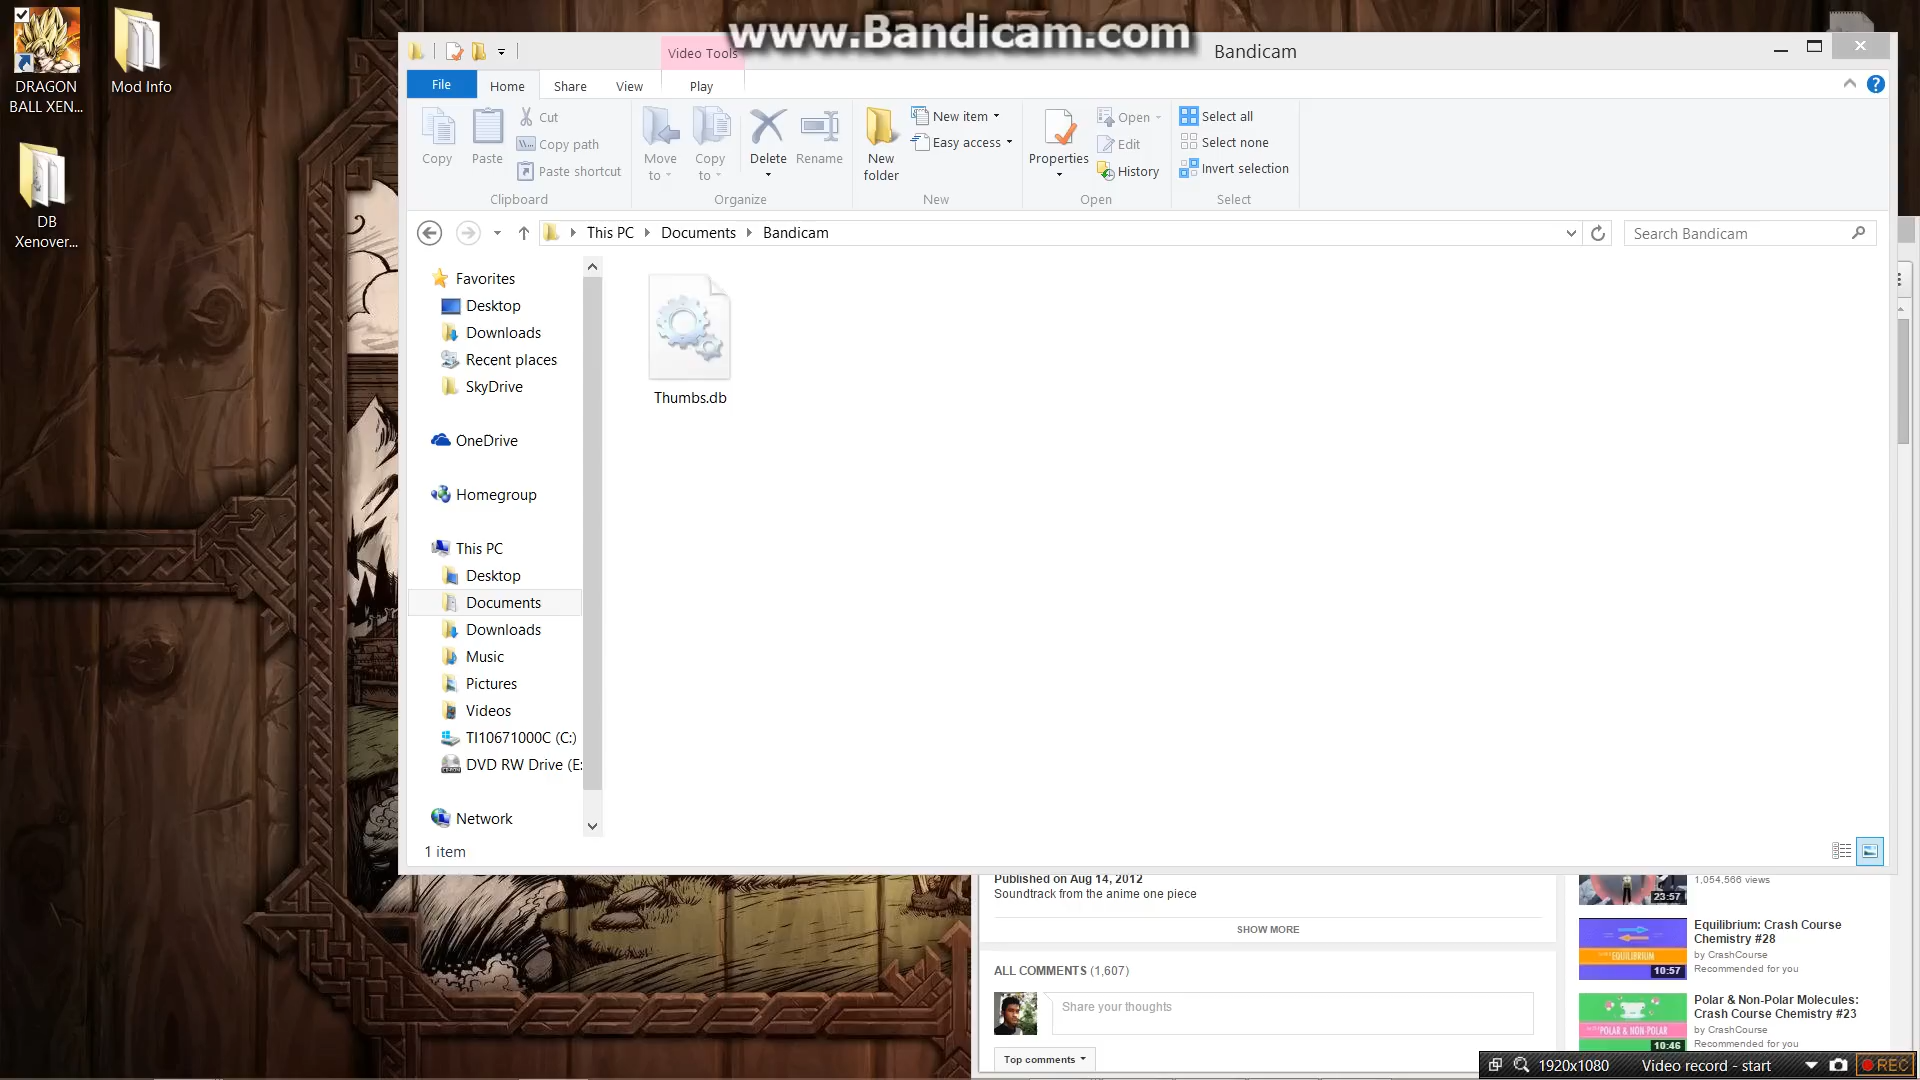 www.Bandicam.com
DRAGON
BALL XEN...
Mod Info
DB
Xenover...
Video Tools
Bandicam
File
Home
Share
View
Play
Copy
Paste
Cut
Copy path
Paste shortcut
Clipboard
Move
to
Copy
to
Delete
Rename
Organize
New
folder
New item
Easy access
New
Properties
Open
Edit
History
Open
Select all
Select none
Invert selection
Select
This PC
Documents
Bandicam
Search Bandicam
Favorites
Desktop
Downloads
Recent places
SkyDrive
OneDrive
Homegroup
This PC
Desktop
Documents
Downloads
Music
Pictures
Videos
TI10671000C (C:)
DVD RW Drive (E:
Network
Thumbs.db
1 item
Published on Aug 14, 2012
Soundtrack from the anime one piece
SHOW MORE
ALL COMMENTS (1,607)
Share your thoughts
Top comments
1,054,566 views
23:57
Equilibrium: Crash Course
Chemistry #28
by CrashCourse
Recommended for you
EQUILIBRIUM
10:57
Polar & Non-Polar Molecules:
Crash Course Chemistry #23
by CrashCourse
Recommended for you
POLAR & NON-POLAR
10:46
1920x1080
Video record - start
REC